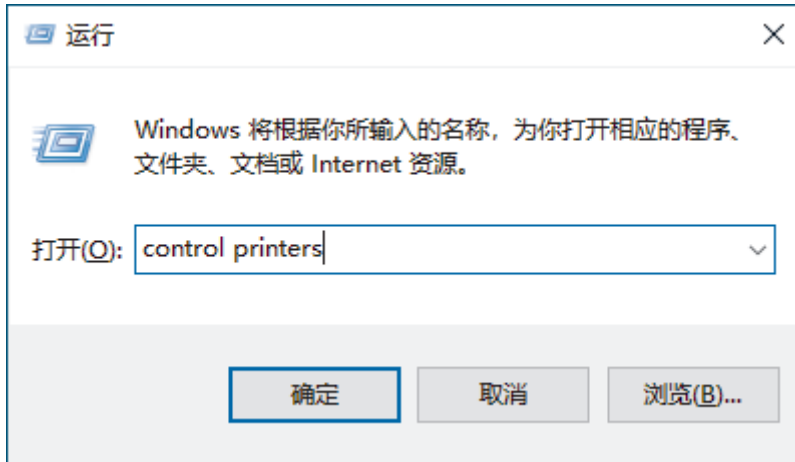 运行
Windows 将根据你所输入的名称，为你打开相应的程序、
文件夹、文档或 Internet 资源。
打开(O): control printers
确定 取消 浏览(B)...